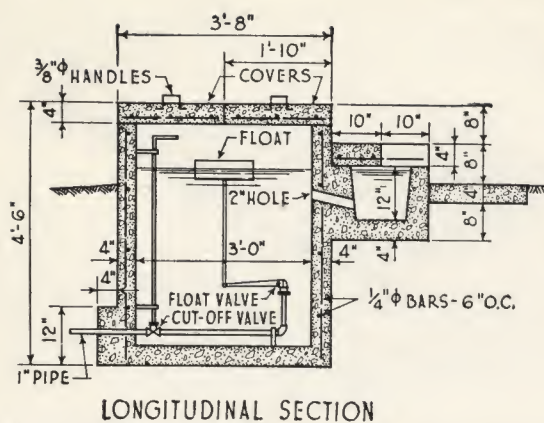 3'-8"
1'-10"
3/8"φ HANDLES
COVERS
4"
10" 10"
8"
FLOAT
4"
8"
2" HOLE
12"
4"
4'-6"
4"
3'-0"
4"
4"
8"
4"
FLOAT VALVE
CUT-OFF VALVE
1/4"φ BARS-6"O.C.
12"
1" PIPE
LONGITUDINAL SECTION